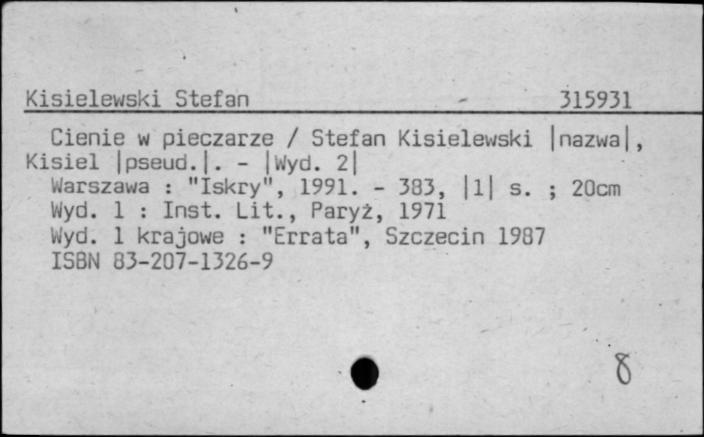 Kisielewski Stefan 315931
Cienie w pieczarze / Stefan Kisielewski |nazwa|,
Kisiel |pseud.|. - |Wyd. 2|
Warszawa : "Iskry", 1991. - 383, |1| s. ; 20cm
Wyd. 1 : Inst. Lit., Paryż, 1971
Wyd. 1 krajowe : "Errata", Szczecin 1987
ISBN 83-207-1326-9
8